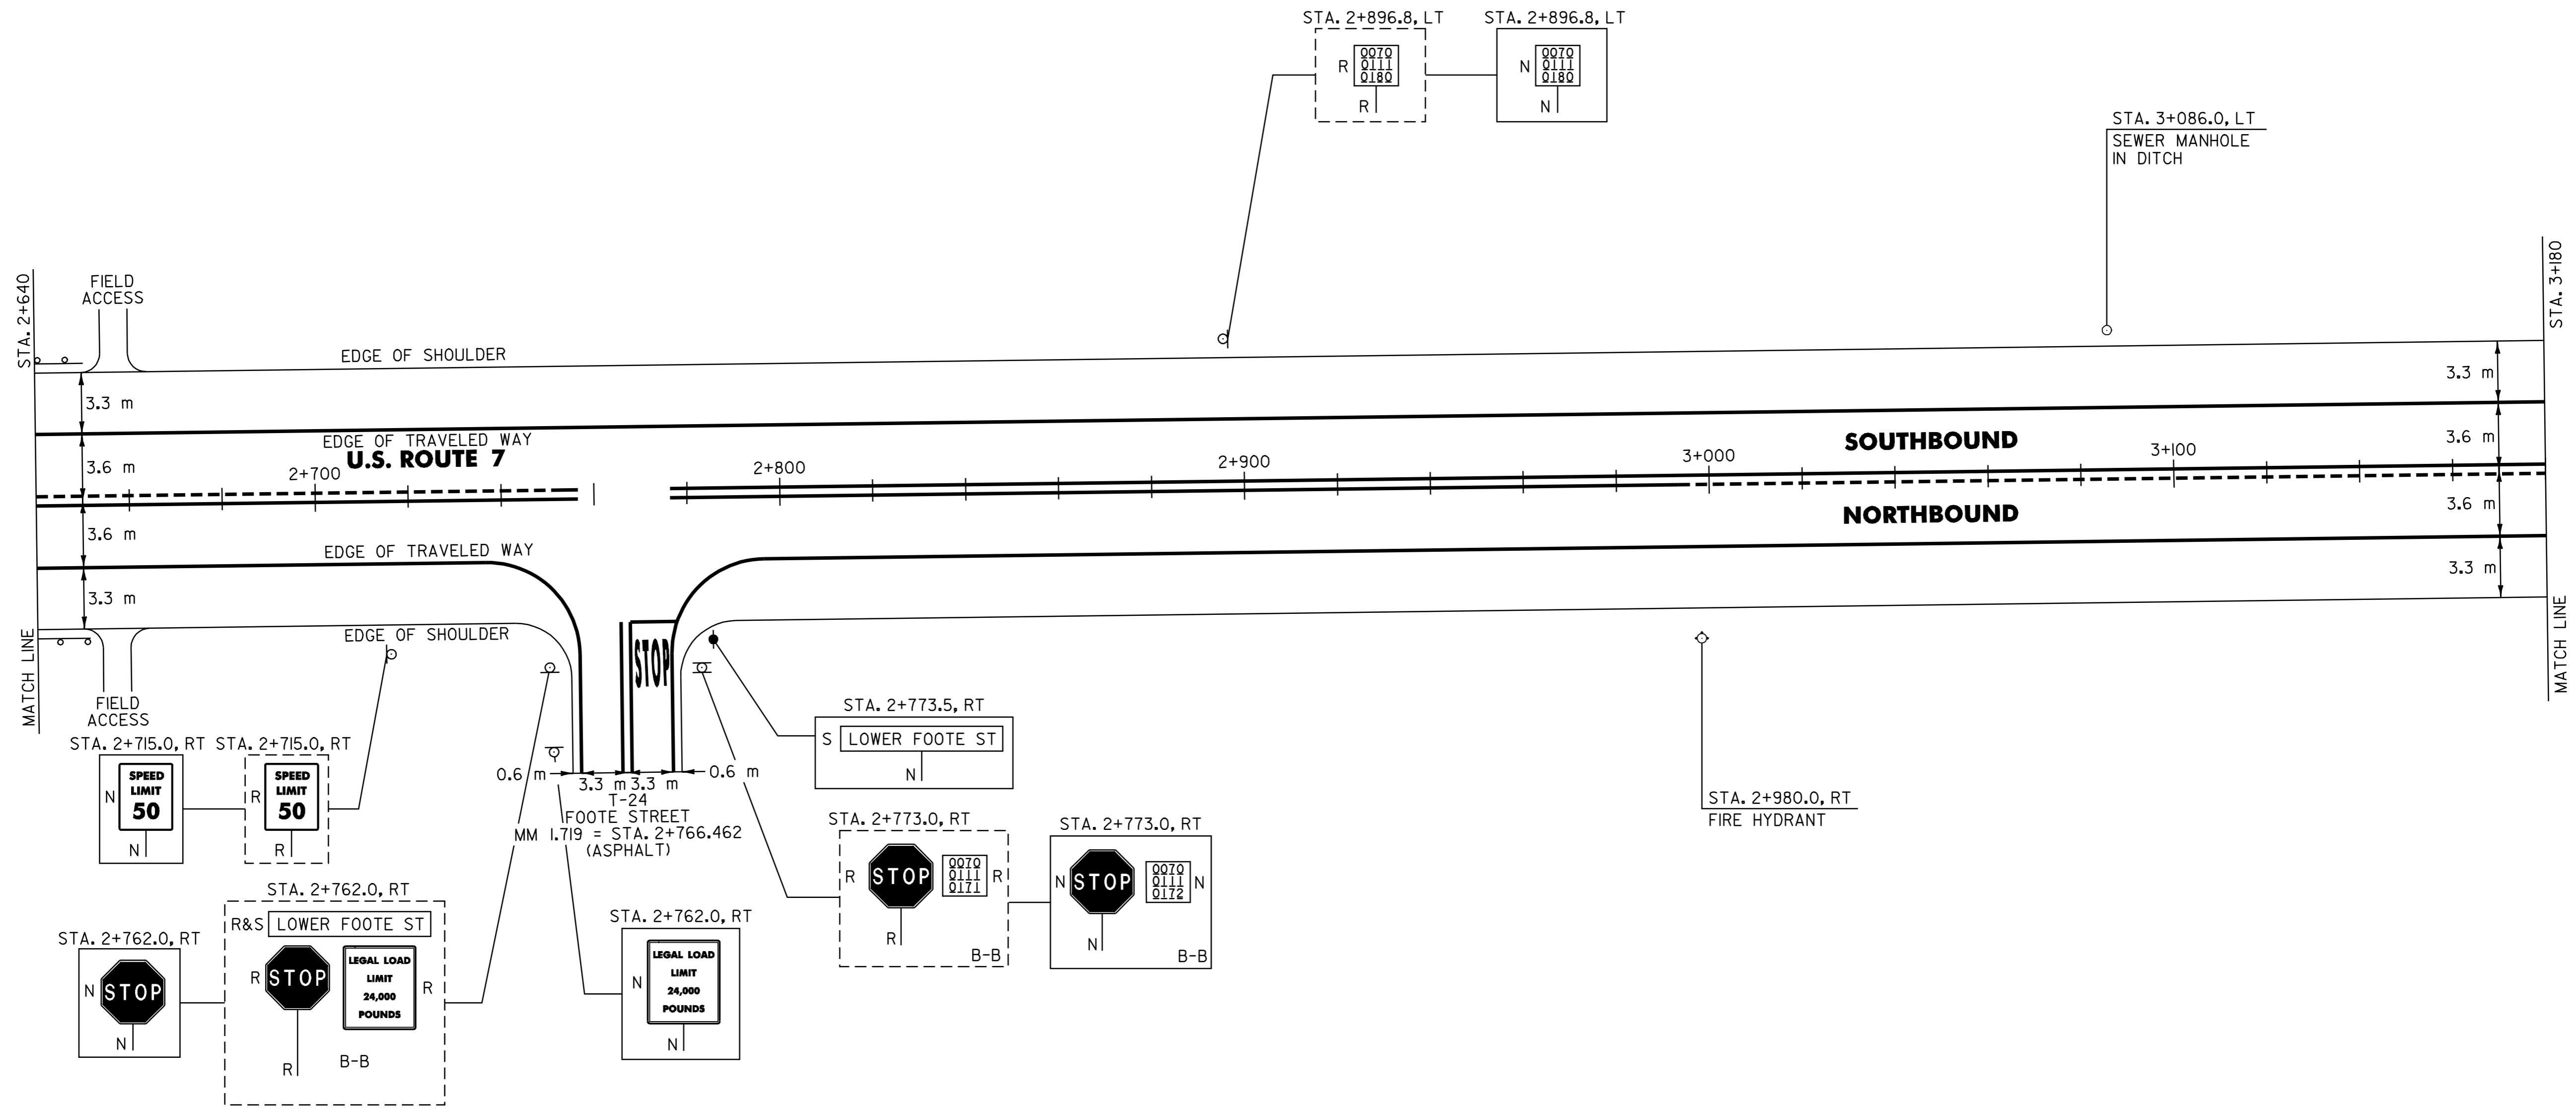 STA. 2+896.8, LT
STA. 2+896.8, LT
R
0070
0111
0180
R
N
0070
0111
0180
N
STA. 3+086.0, LT
SEWER MANHOLE
IN DITCH
STA. 2+640
FIELD
ACCESS
STA. 3+180
EDGE OF SHOULDER
3.3 m
3.3 m
EDGE OF TRAVELED WAY
U.S. ROUTE 7
SOUTHBOUND
3.6 m
3.6 m
2+700
2+800
2+900
3+000
3+100
3.6 m
NORTHBOUND
3.6 m
EDGE OF TRAVELED WAY
3.3 m
3.3 m
EDGE OF SHOULDER
MATCH LINE
MATCH LINE
FIELD
ACCESS
STOP
STA. 2+715.0, RT
STA. 2+715.0, RT
N
SPEED
LIMIT
50
N
R
SPEED
LIMIT
50
R
STA. 2+773.5, RT
S
LOWER FOOTE ST
N
0.6 m
3.3 m
3.3 m
0.6 m
T-24
FOOTE STREET
MM 1.719 = STA. 2+766.462
(ASPHALT)
STA. 2+980.0, RT
FIRE HYDRANT
STA. 2+773.0, RT
R
STOP
0070
0111
0171
R
R
B-B
STA. 2+773.0, RT
N
STOP
0070
0111
0172
N
N
B-B
STA. 2+762.0, RT
N
STOP
N
STA. 2+762.0, RT
R&S
LOWER FOOTE ST
R
STOP
LEGAL LOAD
LIMIT
24,000
POUNDS
R
R
B-B
STA. 2+762.0, RT
N
LEGAL LOAD
LIMIT
24,000
POUNDS
N